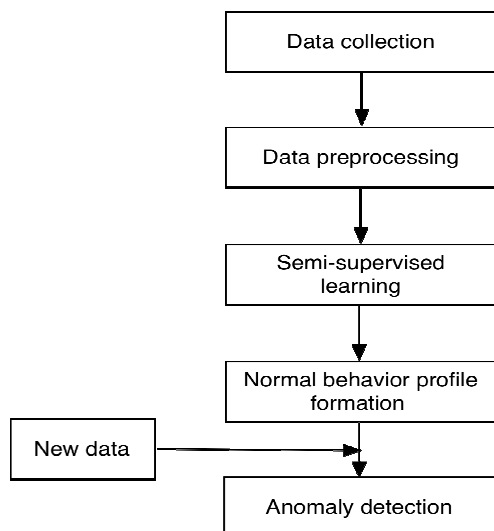 Data collection
Data preprocessing
Semi-supervised
learning
Normal behavior profile
formation
New data
Anomaly detection